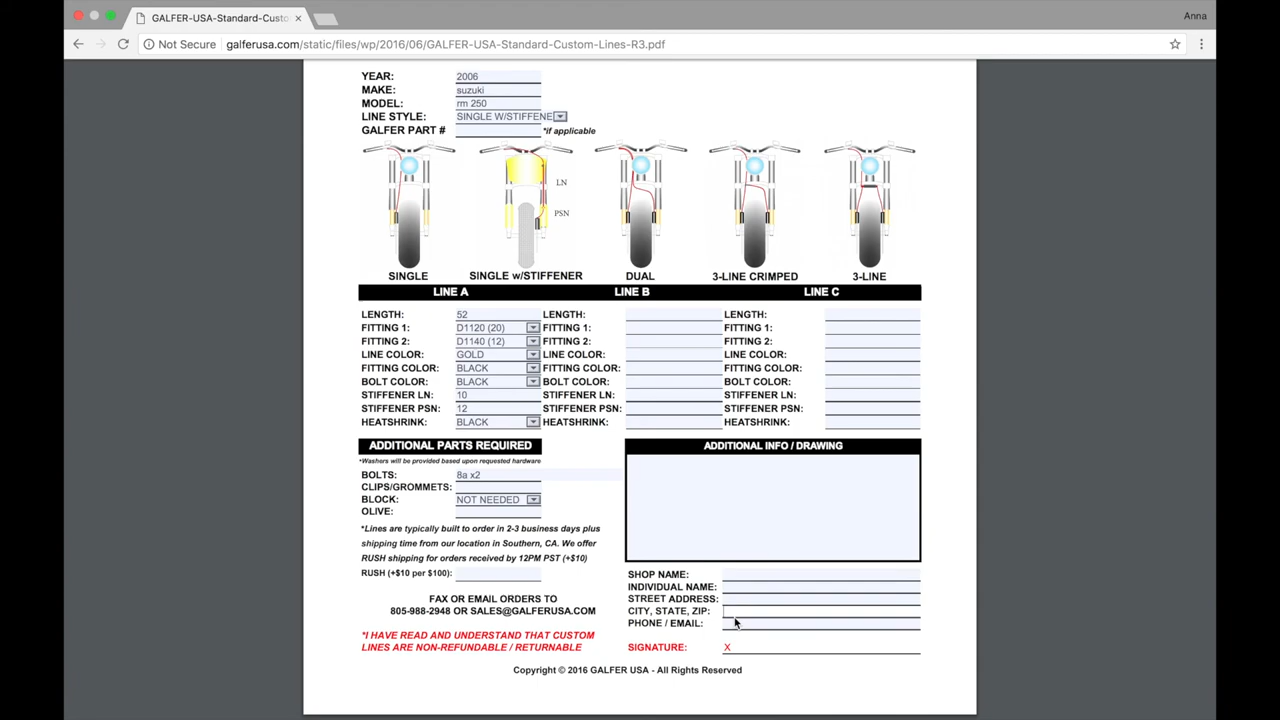 GALFER-USA-Standard-Custo
Anna
Not Secure galferusa.com/static/files/wp/2016/06/GALFER-USA-Standard-Custom-Lines-R3.pdf
YEAR: 2006
MAKE: suzuki
MODEL: rm 250
LINE STYLE: SINGLE W/STIFFENE
GALFER PART # *if applicable
LN
PSN
SINGLE SINGLE w/STIFFENER DUAL 3-LINE CRIMPED 3-LINE
LINE A LINE B LINE C
LENGTH: 52 LENGTH: LENGTH:
FITTING 1: D1120 (20) FITTING 1: FITTING 1:
FITTING 2: D1140 (12) FITTING 2: FITTING 2:
LINE COLOR: GOLD LINE COLOR: LINE COLOR:
FITTING COLOR: BLACK FITTING COLOR: FITTING COLOR:
BOLT COLOR: BLACK BOLT COLOR: BOLT COLOR:
STIFFENER LN: 10 STIFFENER LN: STIFFENER LN:
STIFFENER PSN: 12 STIFFENER PSN: STIFFENER PSN:
HEATSHRINK: BLACK HEATSHRINK: HEATSHRINK:
ADDITIONAL PARTS REQUIRED
*Washers will be provided based upon requested hardware
BOLTS: 8a x2
CLIPS/GROMMETS:
BLOCK: NOT NEEDED
OLIVE:
*Lines are typically built to order in 2-3 business days plus
shipping time from our location in Southern, CA. We offer
RUSH shipping for orders received by 12PM PST (+$10)
RUSH (+$10 per $100):
FAX OR EMAIL ORDERS TO
805-988-2948 OR SALES@GALFERUSA.COM
*I HAVE READ AND UNDERSTAND THAT CUSTOM
LINES ARE NON-REFUNDABLE / RETURNABLE
ADDITIONAL INFO / DRAWING
SHOP NAME:
INDIVIDUAL NAME:
STREET ADDRESS:
CITY, STATE, ZIP:
PHONE / EMAIL:
SIGNATURE: X
Copyright © 2016 GALFER USA - All Rights Reserved